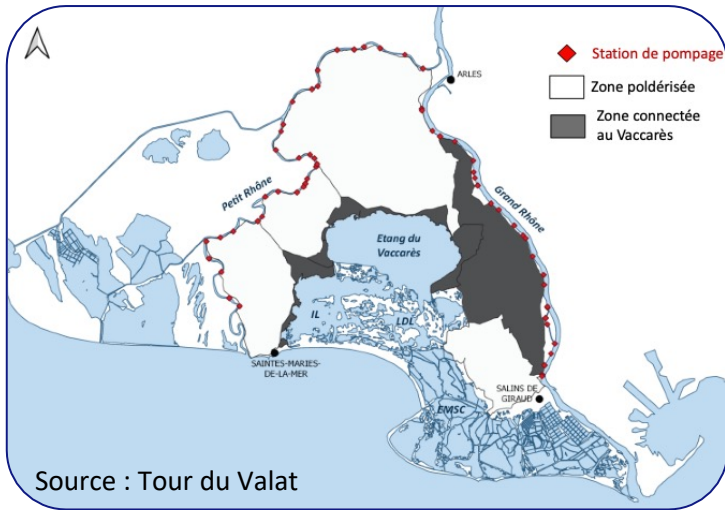 ARLES
Station de pompage
Zone poldérisée
Zone connectée
au Vaccarès
Petit Rhône
Grand Rhône
Etang du
Vaccarès
IL
LDL
SAINTES-MARIES-
DE-LA-MER
SALINS DE
GIRAUD
EMSC
Source : Tour du Valat